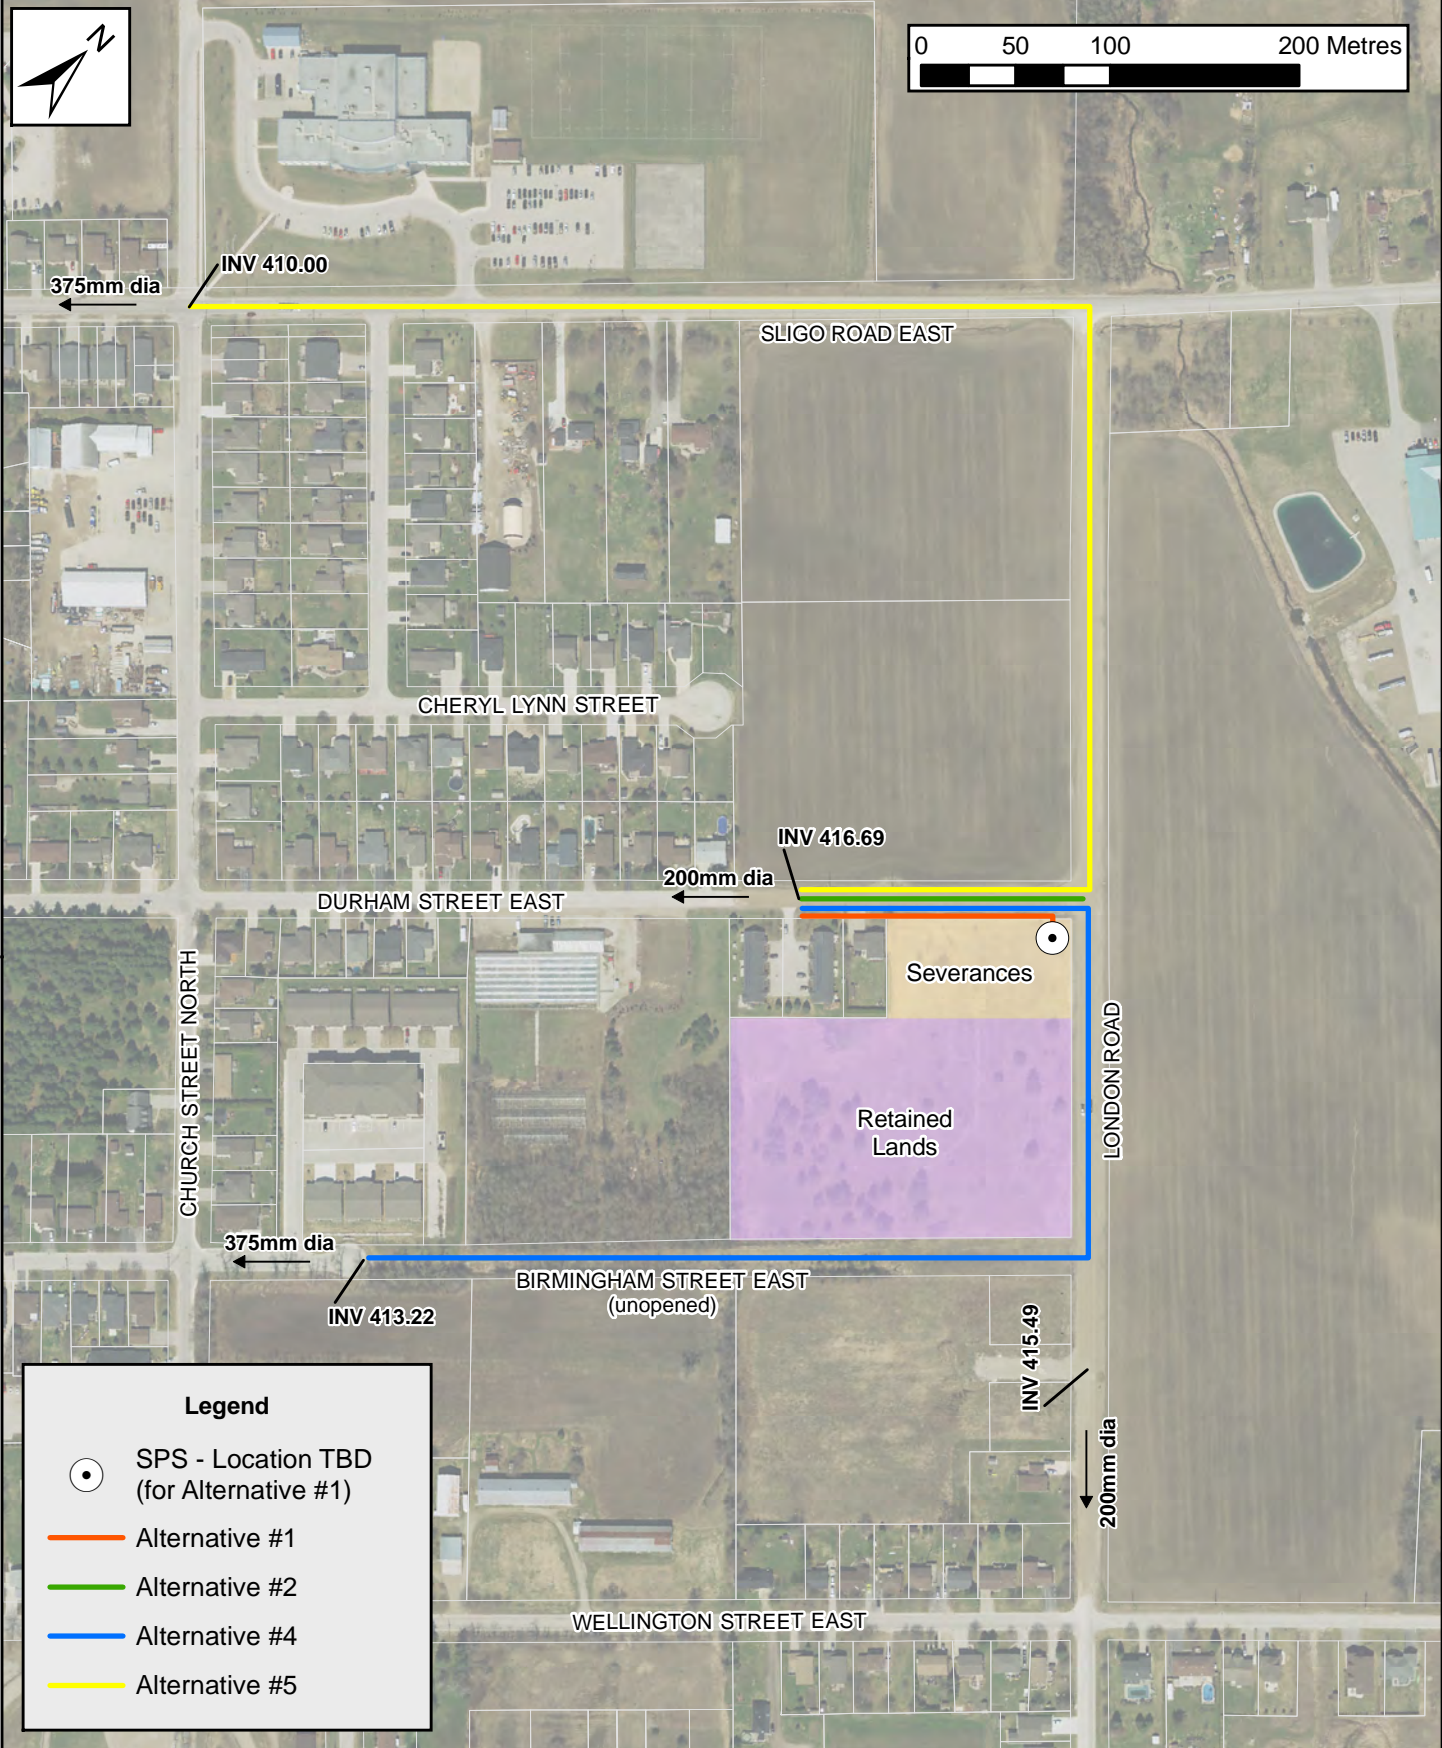 N
0 50 100 200 Metres
INV 410.00
375mm dia
SLIGO ROAD EAST
CHERYL LYNN STREET
INV 416.69
200mm dia
DURHAM STREET EAST
Severances
CHURCH STREET NORTH
LONDON ROAD
Retained
Lands
375mm dia
BIRMINGHAM STREET EAST
(unopened)
INV 413.22
INV 415.49
200mm dia
WELLINGTON STREET EAST
Legend
SPS - Location TBD
(for Alternative #1)
Alternative #1
Alternative #2
Alternative #4
Alternative #5